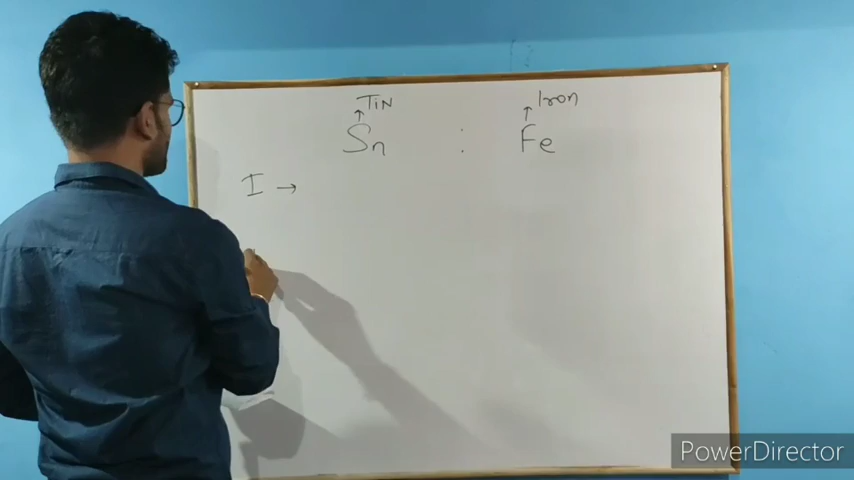 TIN Iron
Sn : Fe
I →
PowerDirector